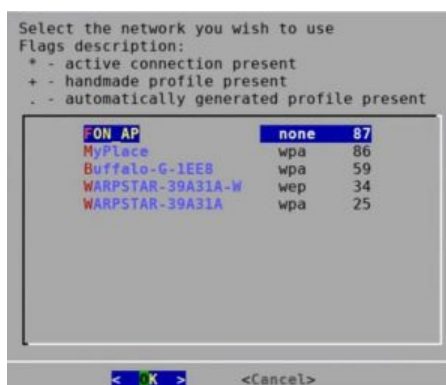 Select the network you wish to use
Flags description:
* - active connection present
+ - handmade profile present
. - automatically generated profile present
FON AP none 87
MyPlace wpa 86
Buffalo-G-1EE8 wpa 59
WARPSTAR-39A31A-W wep 34
WARPSTAR-39A31A wpa 25
< OK > <Cancel>